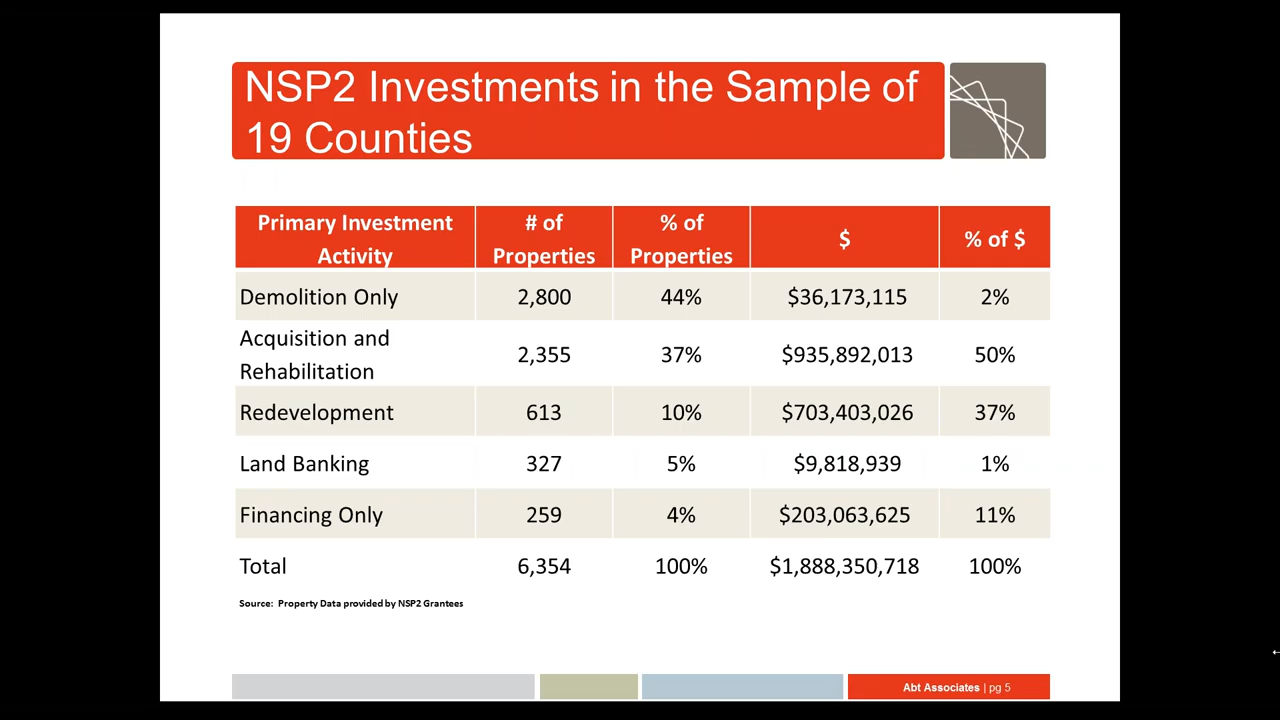 NSP2 Investments in the Sample of
19 Counties
Primary Investment Activity # of Properties % of Properties $ % of $
Demolition Only 2,800 44% $36,173,115 2%
Acquisition and Rehabilitation 2,355 37% $935,892,013 50%
Redevelopment 613 10% $703,403,026 37%
Land Banking 327 5% $9,818,939 1%
Financing Only 259 4% $203,063,625 11%
Total 6,354 100% $1,888,350,718 100%
Source: Property Data provided by NSP2 Grantees
Abt Associates | pg 5